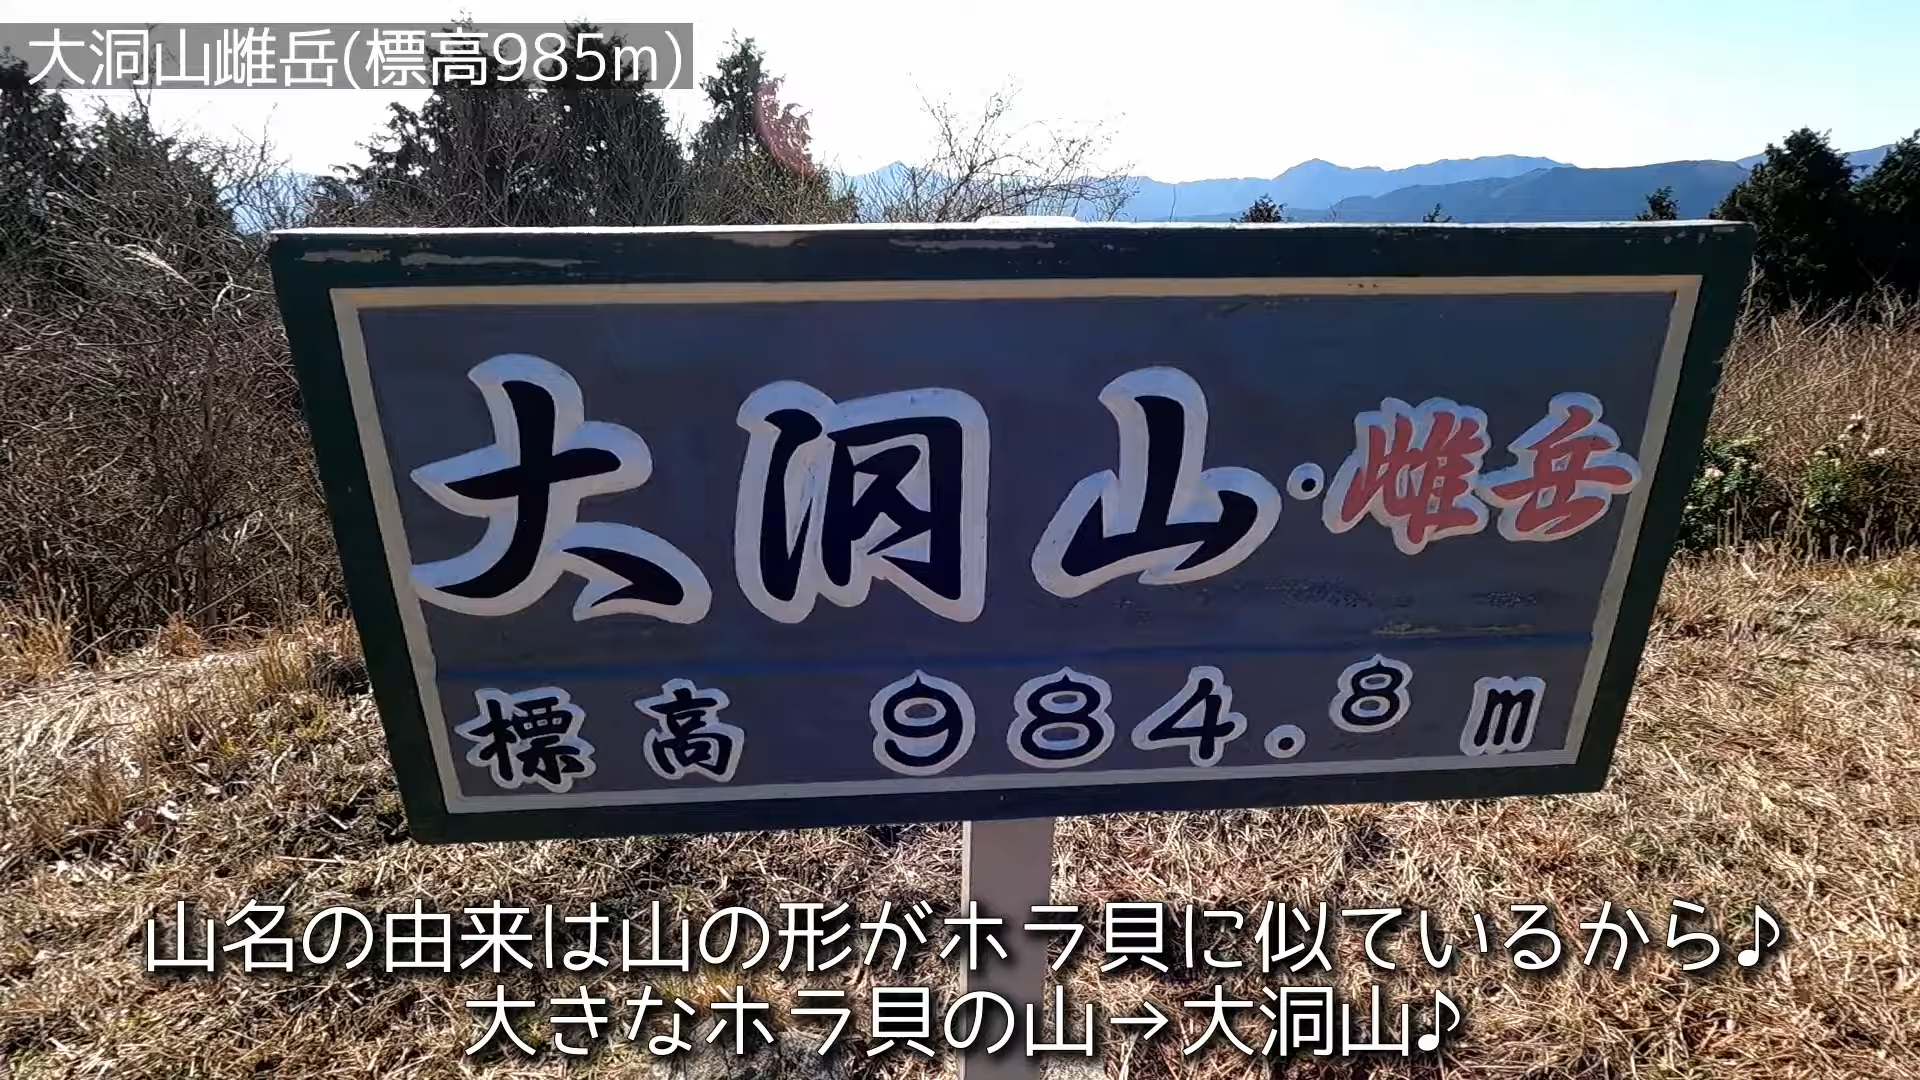 大洞山雌岳(標高985m)
大洞山・雌岳
標高 984.8m
山名の由来は山の形がホラ貝に似ているから♪
大きなホラ貝の山→大洞山♪